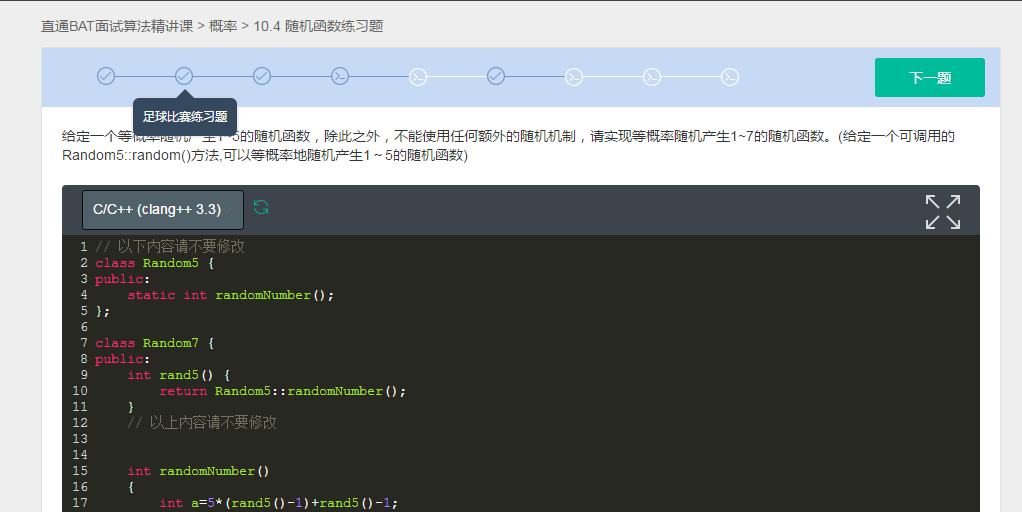 直通BAT面试算法精讲课 > 概率 > 10.4 随机函数练习题
下一题
足球比赛练习题
给定一个等概率随机产生1~5的随机函数，除此之外，不能使用任何额外的随机机制，请实现等概率随机产生1~7的随机函数。(给定一个可调用的
Random5::random()方法,可以等概率地随机产生1～5的随机函数)
C/C++ (clang++ 3.3)
1 // 以下内容请不要修改
2 class Random5 {
3 public:
4     static int randomNumber();
5 };
6
7 class Random7 {
8 public:
9     int rand5() {
10         return Random5::randomNumber();
11     }
12     // 以上内容请不要修改
13
14
15     int randomNumber()
16     {
17         int a=5*(rand5()-1)+rand5()-1;